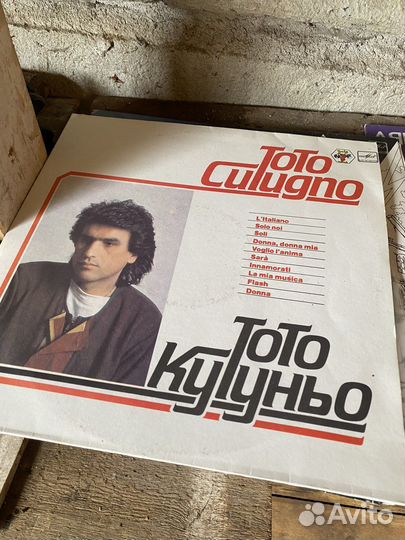 Toto
Cutugno
L'Italiano
Solo noi
Soli
Donna, donna mia
Voglio l'anima
Sarà
Innamorati
La mia musica
Flash
Donna
Тото
Кутуньо
Avito